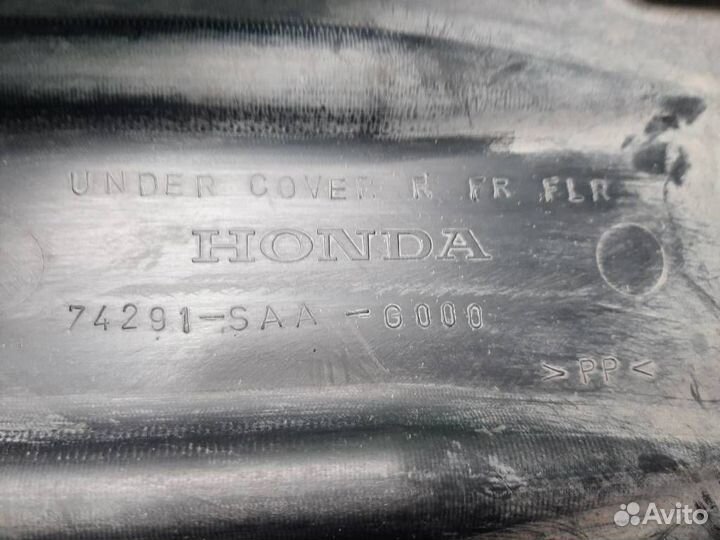 UNDER COVER R FR FLR
HONDA
74291-SAA-G000
>PP<
Avito